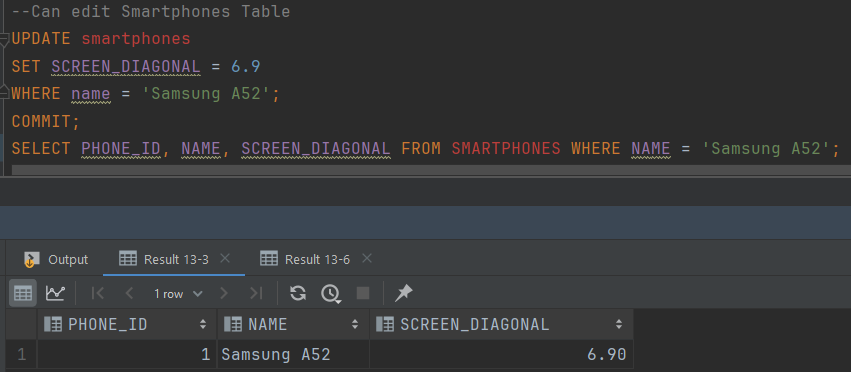 --Can edit Smartphones Table
UPDATE smartphones
SET SCREEN_DIAGONAL = 6.9
WHERE name = 'Samsung A52';
COMMIT;
SELECT PHONE_ID, NAME, SCREEN_DIAGONAL FROM SMARTPHONES WHERE NAME = 'Samsung A52';
Output Result 13-3 Result 13-6
1 row
PHONE_ID NAME SCREEN_DIAGONAL
1 1 Samsung A52 6.90